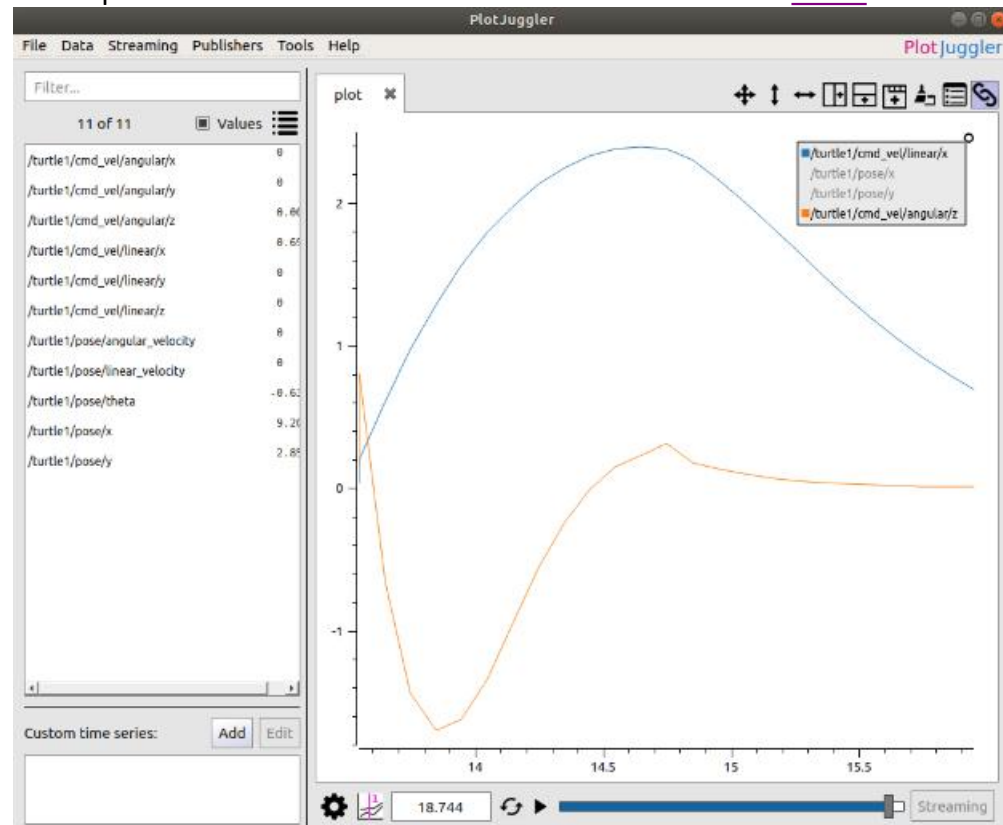 PlotJuggler
File Data Streaming Publishers Tools Help
PlotJuggler
Filter...
11 of 11
Values
/turtle1/cmd_vel/angular/x 0
/turtle1/cmd_vel/angular/y 0
/turtle1/cmd_vel/angular/z
/turtle1/cmd_vel/linear/x
/turtle1/cmd_vel/linear/y 0
/turtle1/cmd_vel/linear/z 0
/turtle1/pose/angular_velocity 0
/turtle1/pose/linear_velocity 0
/turtle1/pose/theta
/turtle1/pose/x
/turtle1/pose/y
Custom time series:
Add
Edit
plot
/turtle1/cmd_vel/linear/x
/turtle1/pose/x
/turtle1/pose/y
/turtle1/cmd_vel/angular/z
2
1
0
-1
14 14.5 15 15.5
18.744
Streaming